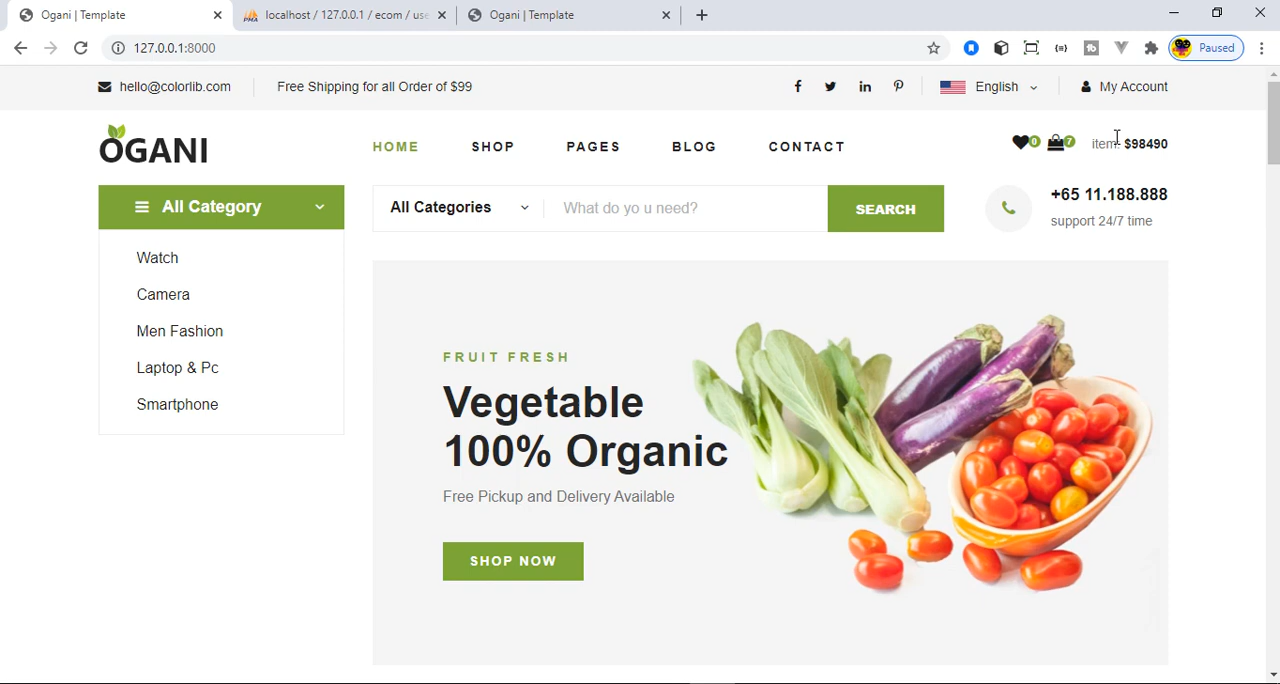 Ogani | Template
localhost / 127.0.0.1 / ecom / use
Ogani | Template
127.0.0.1:8000
Paused
hello@colorlib.com
Free Shipping for all Order of $99
English
My Account
OGANI
HOME SHOP PAGES BLOG CONTACT
0 7 item: $98490
All Category
All Categories
What do yo u need?
SEARCH
+65 11.188.888
support 24/7 time
Watch
Camera
Men Fashion
Laptop & Pc
Smartphone
FRUIT FRESH
Vegetable
100% Organic
Free Pickup and Delivery Available
SHOP NOW